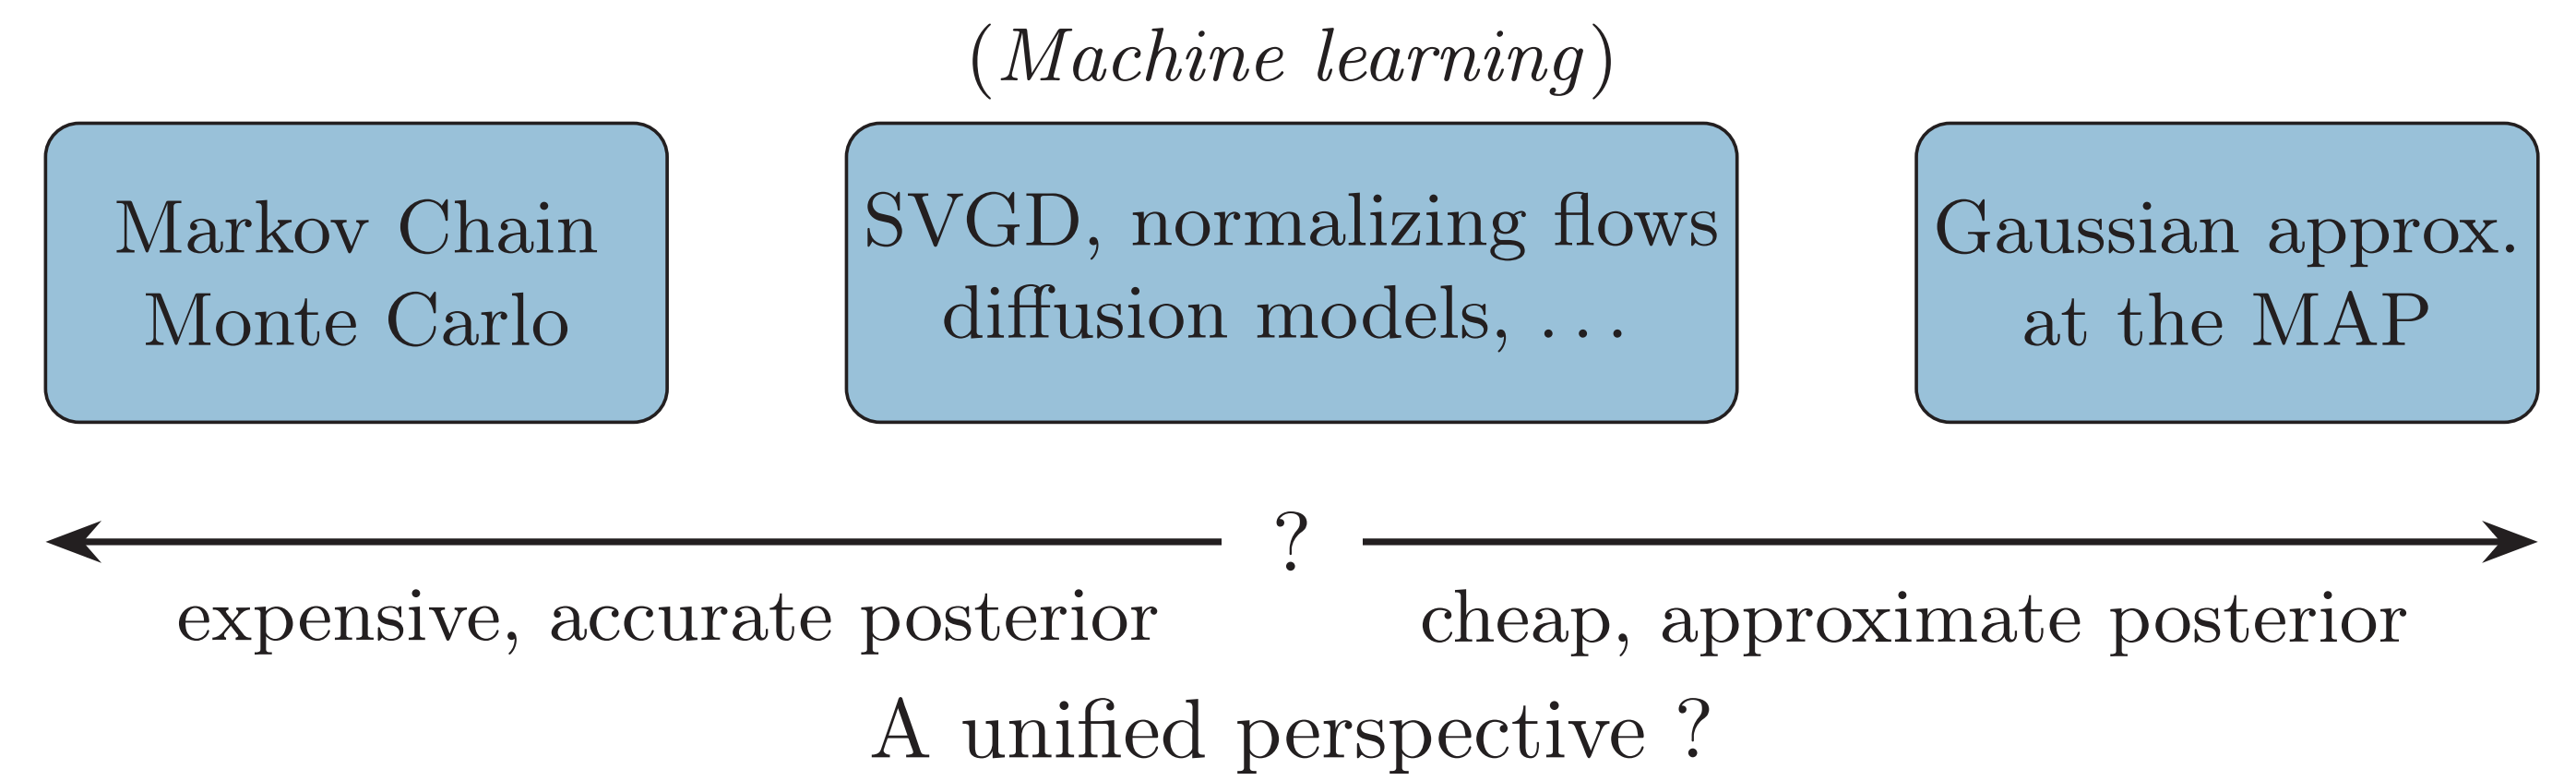 (Machine learning)
Markov Chain
Monte Carlo
SVGD, normalizing flows
diffusion models, ...
Gaussian approx.
at the MAP
?
expensive, accurate posterior
cheap, approximate posterior
A unified perspective ?